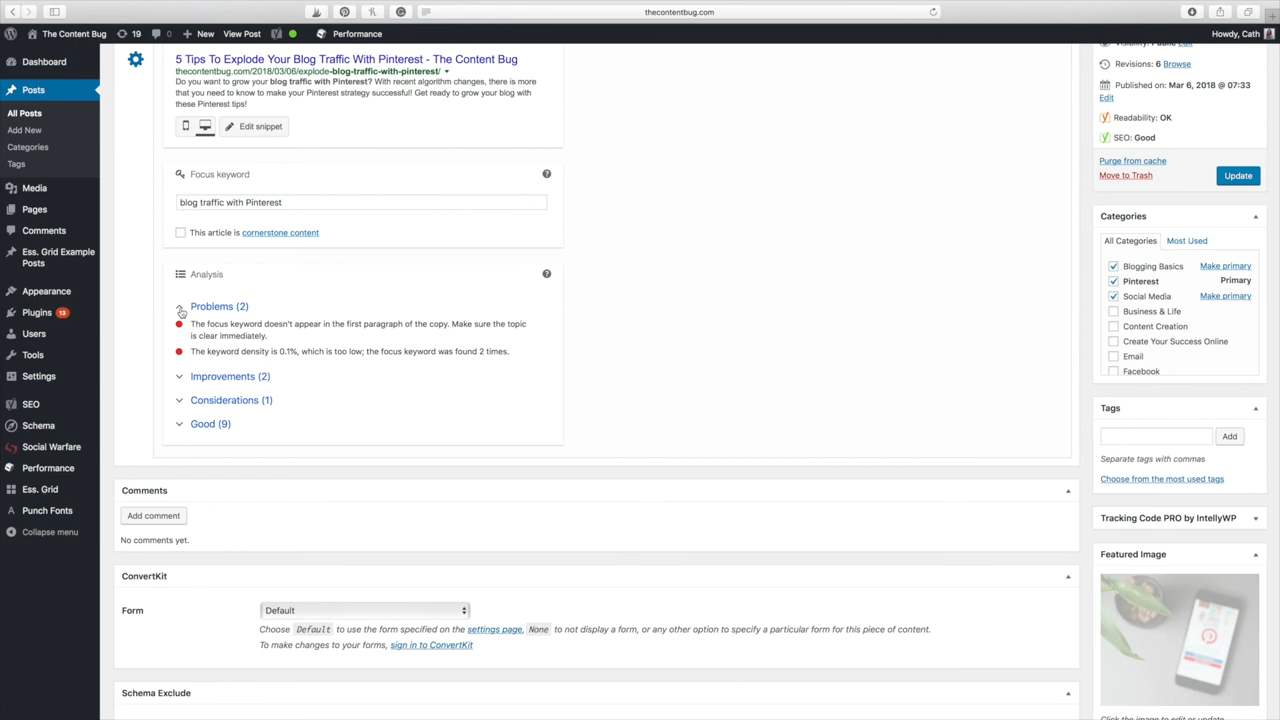 thecontentbug.com
The Content Bug
19
0
New
View Post
Performance
Howdy, Cath
Dashboard
Posts
All Posts
Add New
Categories
Tags
Media
Pages
Comments
Ess. Grid Example
Posts
Appearance
Plugins 13
Users
Tools
Settings
SEO
Schema
Social Warfare
Performance
Ess. Grid
Punch Fonts
Collapse menu
5 Tips To Explode Your Blog Traffic With Pinterest - The Content Bug
thecontentbug.com/2018/03/06/explode-blog-traffic-with-pinterest/
Do you want to grow your blog traffic with Pinterest? With recent algorithm changes, there is more
that you need to know to make your Pinterest strategy successful! Get ready to grow your blog with
these Pinterest tips!
Edit snippet
Focus keyword
blog traffic with Pinterest
This article is cornerstone content
Analysis
Problems (2)
The focus keyword doesn't appear in the first paragraph of the copy. Make sure the topic
is clear immediately.
The keyword density is 0.1%, which is too low; the focus keyword was found 2 times.
Improvements (2)
Considerations (1)
Good (9)
Comments
Add comment
No comments yet.
ConvertKit
Form
Default
Choose Default to use the form specified on the settings page, None to not display a form, or any other option to specify a particular form for this piece of content.
To make changes to your forms, sign in to ConvertKit
Schema Exclude
Visibility: Public Edit
Revisions: 6 Browse
Published on: Mar 6, 2018 @ 07:33
Edit
Readability: OK
SEO: Good
Purge from cache
Move to Trash
Update
Categories
All Categories
Most Used
Blogging Basics Make primary
Pinterest Primary
Social Media Make primary
Business & Life
Content Creation
Create Your Success Online
Email
Facebook
Tags
Add
Separate tags with commas
Choose from the most used tags
Tracking Code PRO by IntellyWP
Featured Image
Click the image to edit or update